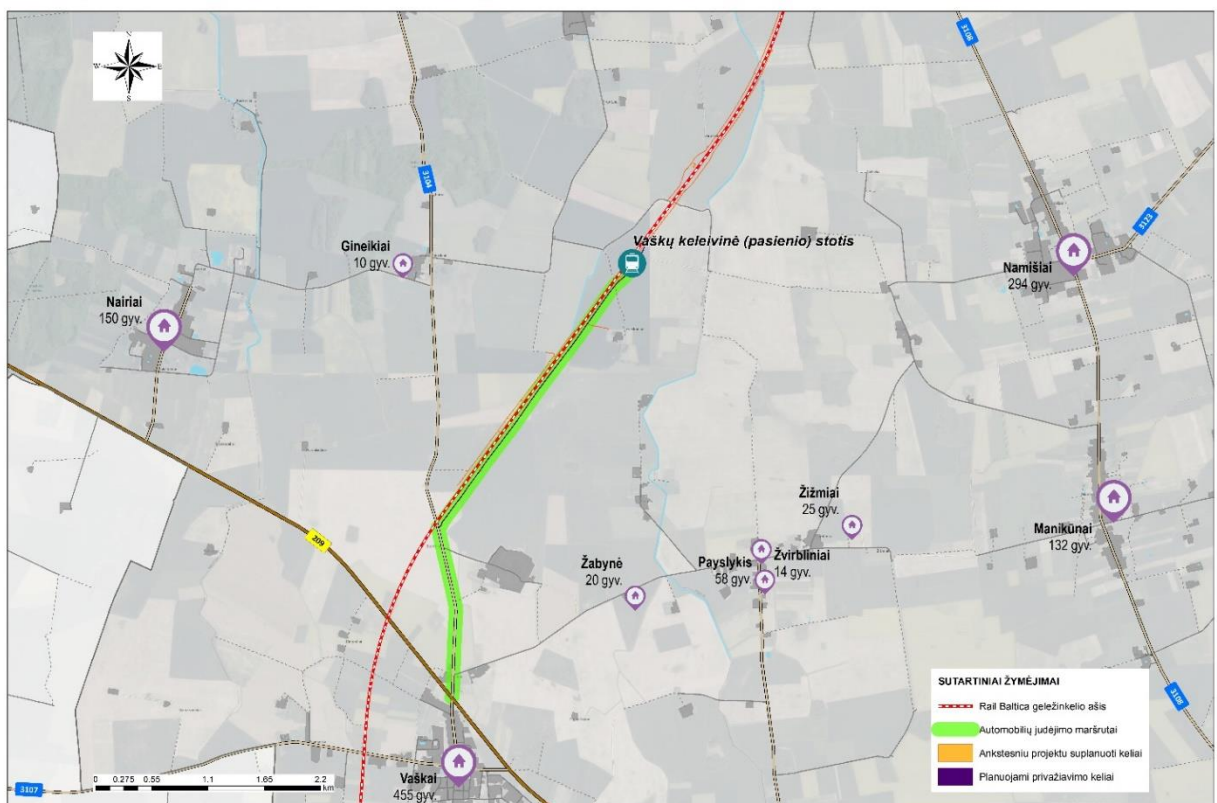 N
W E
S
3108
3104
3123
Vaškų keleivinė (pasienio) stotis
Gineikiai
10 gyv.
Namišiai
294 gyv.
Nairiai
150 gyv.
209
Žižmiai
25 gyv.
Manikūnai
132 gyv.
Žabynė
20 gyv.
Payslykis
58 gyv.
Žvirbliniai
14 gyv.
3108
SUTARTINIAI ŽYMĖJIMAI
Rail Baltica geležinkelio ašis
Automobilių judėjimo maršrutai
Ankstesniu projektu suplanuoti keliai
Planuojami privažiavimo keliai
Vaškai
455 gyv.
0 0.275 0.55 1.1 1.65 2.2
km
3107